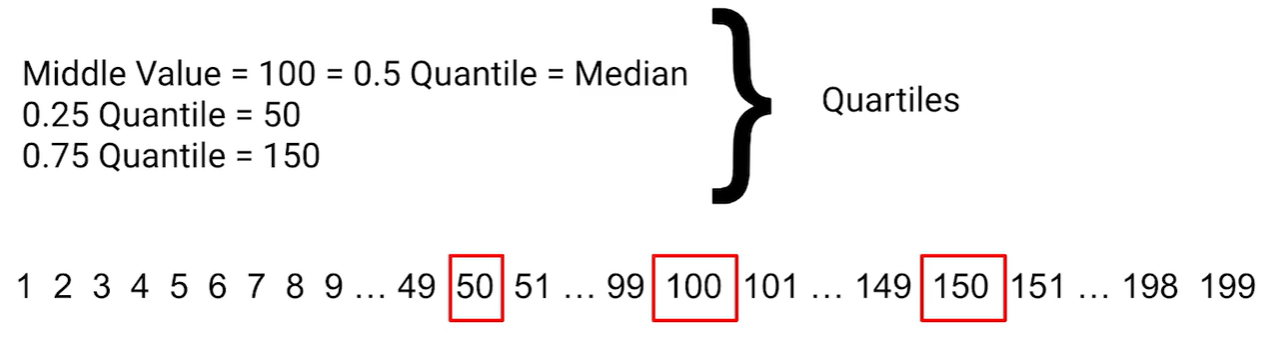 Middle Value = 100 = 0.5 Quantile = Median
0.25 Quantile = 50
0.75 Quantile = 150
Quartiles
1 2 3 4 5 6 7 8 9 ... 49 50 51 ... 99 100 101 ... 149 150 151 ... 198 199